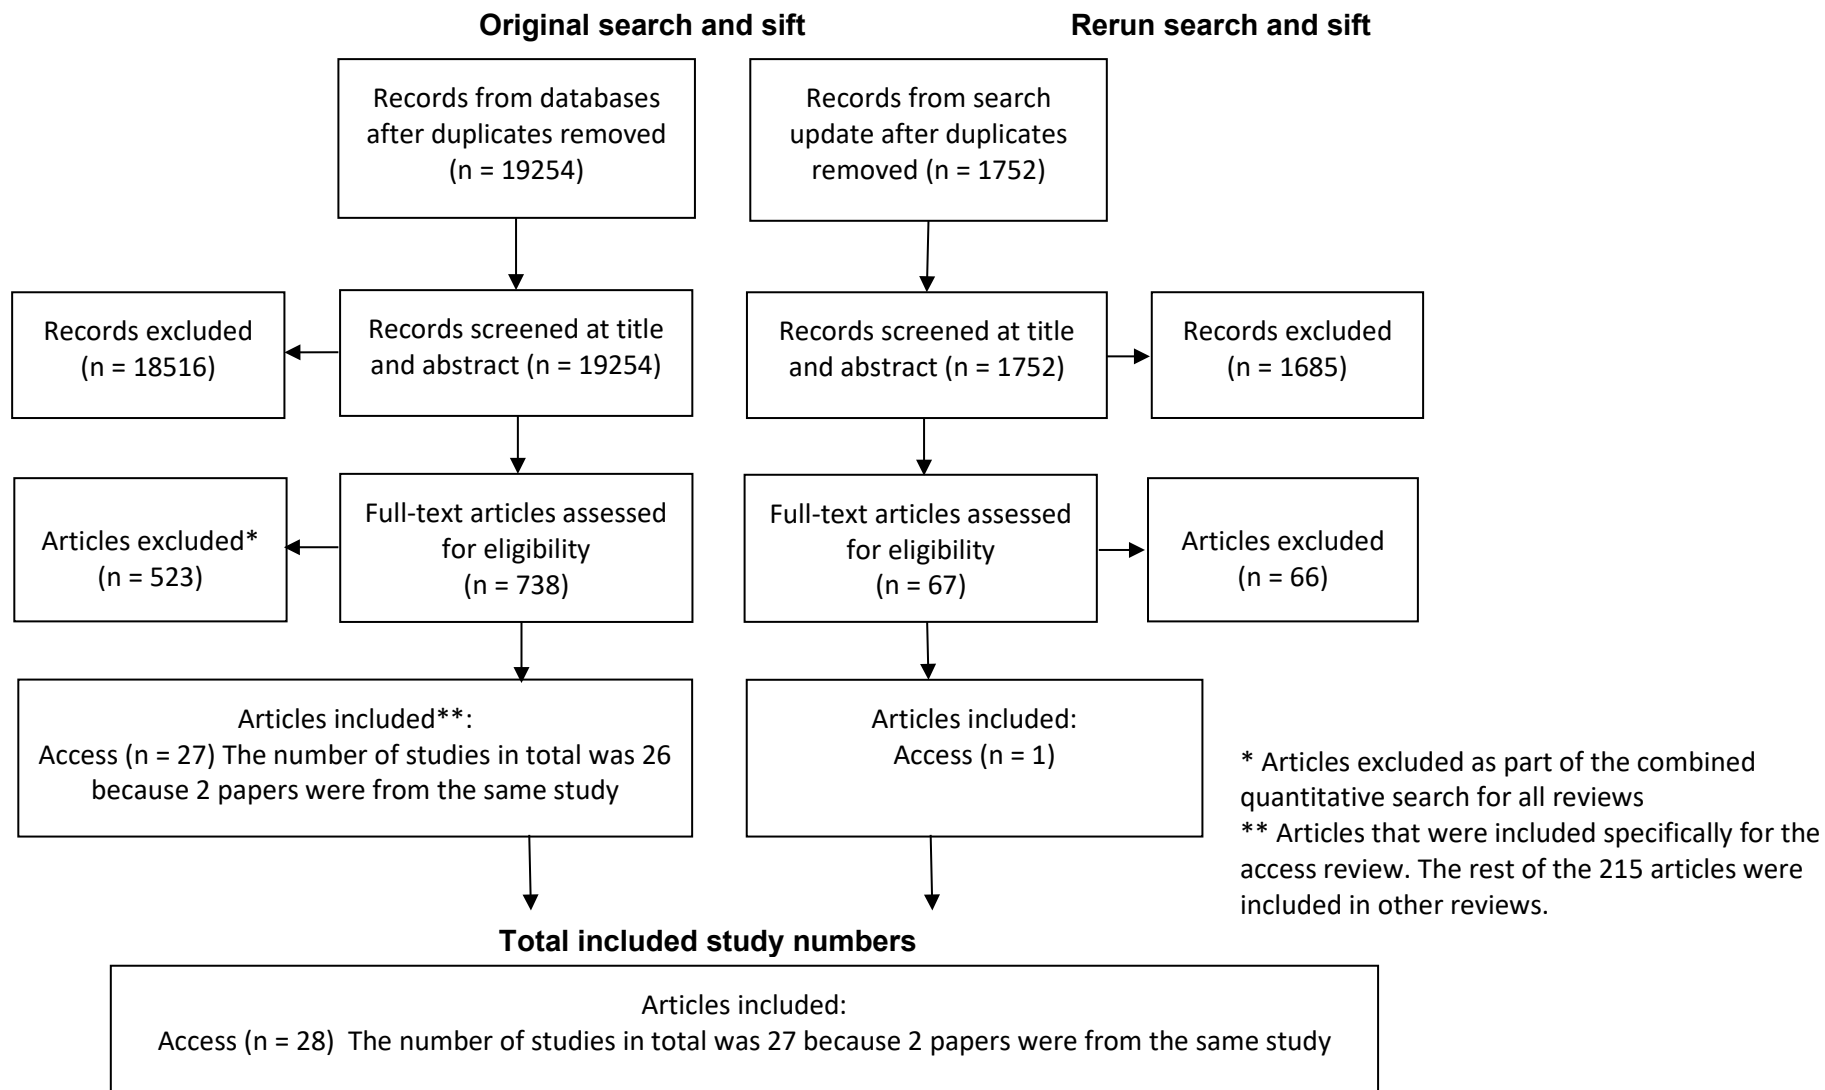 Original search and sift
Rerun search and sift
Records from databases
after duplicates removed
(n = 19254)
Records from search
update after duplicates
removed (n = 1752)
Records excluded
(n = 18516)
Records screened at title
and abstract (n = 19254)
Records screened at title
and abstract (n = 1752)
Records excluded
(n = 1685)
Articles excluded*
(n = 523)
Full-text articles assessed
for eligibility
(n = 738)
Full-text articles assessed
for eligibility
(n = 67)
Articles excluded
(n = 66)
Articles included**:
Access (n = 27) The number of studies in total was 26
because 2 papers were from the same study
Articles included:
Access (n = 1)
* Articles excluded as part of the combined
quantitative search for all reviews
** Articles that were included specifically for the
access review. The rest of the 215 articles were
included in other reviews.
Total included study numbers
Articles included:
Access (n = 28)  The number of studies in total was 27 because 2 papers were from the same study